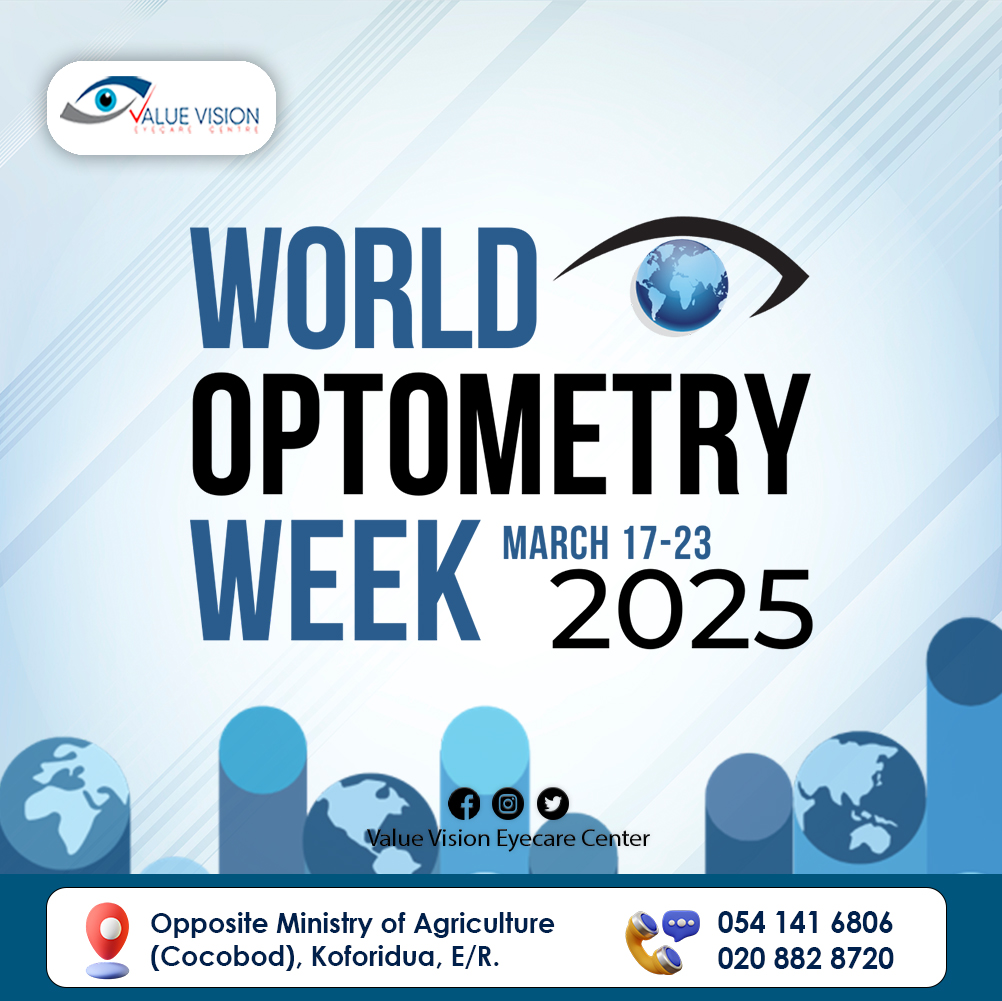 VALUE VISION
EYECARE CENTRE
WORLD
OPTOMETRY
WEEK
MARCH 17-23
2025
Value Vision Eyecare Center
Opposite Ministry of Agriculture
(Cocobod), Koforidua, E/R.
054 141 6806
020 882 8720